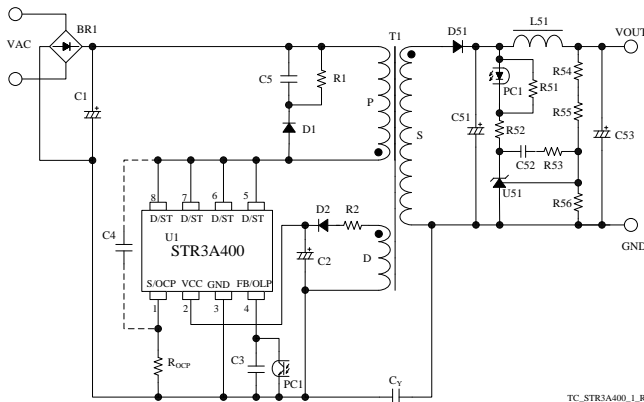 BR1
VAC
C1
C5
R1
D1
T1
P
S
D51
L51
VOUT
PC1
R51
R54
R55
C51
R52
C53
C52
R53
U51
R56
GND
C4
8
7
6
5
D/ST
D/ST
D/ST
D/ST
U1
STR3A400
S/OCP
VCC
GND
FB/OLP
1
2
3
4
D2
R2
C2
D
ROCP
C3
PC1
CY